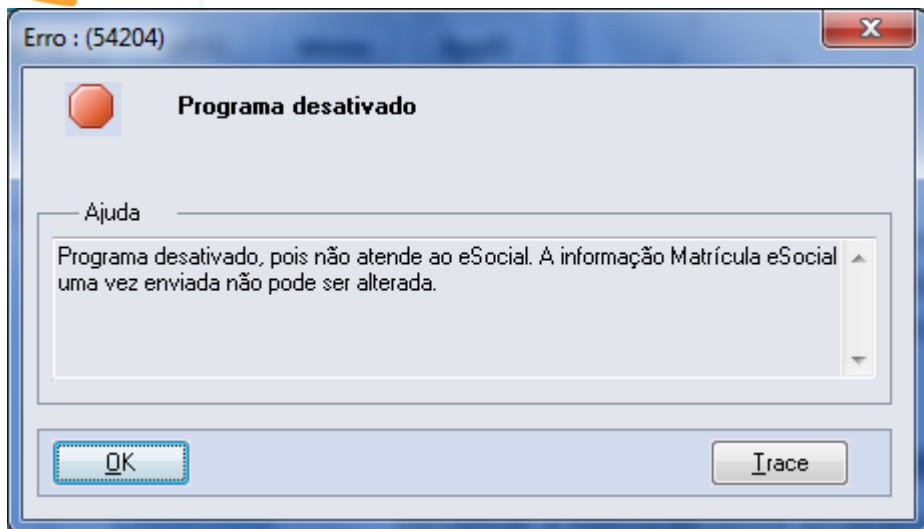 Erro : (54204)
x
Programa desativado
Ajuda
Programa desativado, pois não atende ao eSocial. A informação Matrícula eSocial
uma vez enviada não pode ser alterada.
OK
Trace